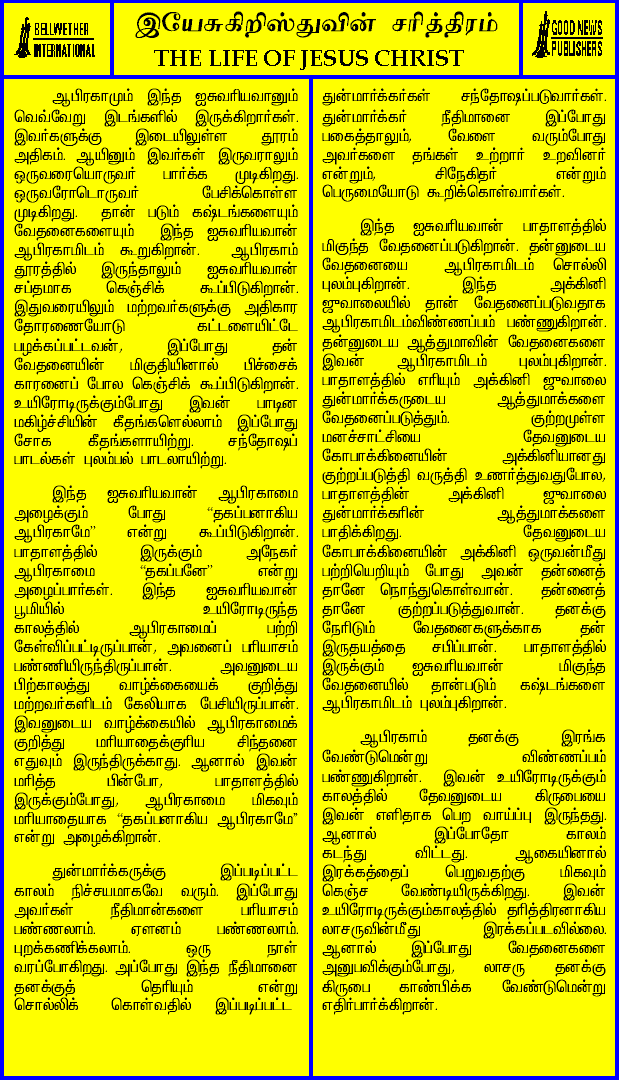 BELLWETHER
INTERNATIONAL
இயேசுகிறிஸ்துவின் சரித்திரம்
THE LIFE OF JESUS CHRIST
GOOD NEWS
PUBLISHERS
ஆபிரகாமும் இந்த ஐசுவரியவானும்
வெவ்வேறு இடங்களில் இருக்கிறார்கள்.
இவர்களுக்கு இடையிலுள்ள தூரம்
அதிகம். ஆயினும் இவர்கள் இருவராலும்
ஒருவரையொருவர் பார்க்க முடிகிறது.
ஒருவரோடொருவர் பேசிக்கொள்ள
முடிகிறது. தான் படும் கஷ்டங்களையும்
வேதனைகளையும் இந்த ஐசுவரியவான்
ஆபிரகாமிடம் கூறுகிறான். ஆபிரகாம்
தூரத்தில் இருந்தாலும் ஐசுவரியவான்
சப்தமாக கெஞ்சிக் கூப்பிடுகிறான்.
இதுவரையிலும் மற்றவர்களுக்கு அதிகார
தோரணையோடு கட்டளையிட்டே
பழக்கப்பட்டவன், இப்போது தன்
வேதனையின் மிகுதியினால் பிச்சைக்
காரனைப் போல கெஞ்சிக் கூப்பிடுகிறான்.
உயிரோடிருக்கும்போது இவன் பாடின
மகிழ்ச்சியின் கீதங்களெல்லாம் இப்போது
சோக கீதங்களாயிற்று. சந்தோஷப்
பாடல்கள் புலம்பல் பாடலாயிற்று.
இந்த ஐசுவரியவான் ஆபிரகாமை
அழைக்கும் போது “தகப்பனாகிய
ஆபிரகாமே” என்று கூப்பிடுகிறான்.
பாதாளத்தில் இருக்கும் அநேகர்
ஆபிரகாமை “தகப்பனே” என்று
அழைப்பார்கள். இந்த ஐசுவரியவான்
பூமியில் உயிரோடிருந்த
காலத்தில் ஆபிரகாமைப் பற்றி
கேள்விப்பட்டிருப்பான், அவனைப் பரியாசம்
பண்ணியிருந்திருப்பான். அவனுடைய
பிற்காலத்து வாழ்க்கையைக் குறித்து
மற்றவர்களிடம் கேலியாக பேசியிருப்பான்.
இவனுடைய வாழ்க்கையில் ஆபிரகாமைக்
குறித்து மரியாதைக்குரிய சிந்தனை
எதுவும் இருந்திருக்காது. ஆனால் இவன்
மரித்த பின்போ, பாதாளத்தில்
இருக்கும்போது, ஆபிரகாமை மிகவும்
மரியாதையாக “தகப்பனாகிய ஆபிரகாமே”
என்று அழைக்கிறான்.
துன்மார்க்கருக்கு இப்படிப்பட்ட
காலம் நிச்சயமாகவே வரும். இப்போது
அவர்கள் நீதிமான்களை பரியாசம்
பண்ணலாம். ஏளனம் பண்ணலாம்.
புறக்கணிக்கலாம். ஒரு நாள்
வரப்போகிறது. அப்போது இந்த நீதிமானை
தனக்குத் தெரியும் என்று
சொல்லிக் கொள்வதில் இப்படிப்பட்ட
துன்மார்க்கர்கள் சந்தோஷப்படுவார்கள்.
துன்மார்க்கர் நீதிமானை இப்போது
பகைத்தாலும், வேளை வரும்போது
அவர்களை தங்கள் உற்றார் உறவினர்
என்றும், சிநேகிதர் என்றும்
பெருமையோடு கூறிக்கொள்வார்கள்.
இந்த ஐசுவரியவான் பாதாளத்தில்
மிகுந்த வேதனைப்படுகிறான். தன்னுடைய
வேதனையை ஆபிரகாமிடம் சொல்லி
புலம்புகிறான். இந்த அக்கினி
ஜுவாலையில் தான் வேதனைப்படுவதாக
ஆபிரகாமிடம்விண்ணப்பம் பண்ணுகிறான்.
தன்னுடைய ஆத்துமாவின் வேதனைகளை
இவன் ஆபிரகாமிடம் புலம்புகிறான்.
பாதாளத்தில் எரியும் அக்கினி ஜுவாலை
துன்மார்க்கருடைய ஆத்துமாக்களை
வேதனைப்படுத்தும். குற்றமுள்ள
மனச்சாட்சியை தேவனுடைய
கோபாக்கினையின் அக்கினியானது
குற்றப்படுத்தி வருத்தி உணர்த்துவதுபோல,
பாதாளத்தின் அக்கினி ஜுவாலை
துன்மார்க்கரின் ஆத்துமாக்களை
பாதிக்கிறது. தேவனுடைய
கோபாக்கினையின் அக்கினி ஒருவன்மீது
பற்றியெறியும் போது அவன் தன்னைத்
தானே நொந்துகொள்வான். தன்னைத்
தானே குற்றப்படுத்துவான். தனக்கு
நேரிடும் வேதனைகளுக்காக தன்
இருதயத்தை சபிப்பான். பாதாளத்தில்
இருக்கும் ஐசுவரியவான் மிகுந்த
வேதனையில் தான்படும் கஷ்டங்களை
ஆபிரகாமிடம் புலம்புகிறான்.
ஆபிரகாம் தனக்கு இரங்க
வேண்டுமென்று விண்ணப்பம்
பண்ணுகிறான். இவன் உயிரோடிருக்கும்
காலத்தில் தேவனுடைய கிருபையை
இவன் எளிதாக பெற வாய்ப்பு இருந்தது.
ஆனால் இப்போதோ காலம்
கடந்து விட்டது. ஆகையினால்
இரக்கத்தைப் பெறுவதற்கு மிகவும்
கெஞ்ச வேண்டியிருக்கிறது. இவன்
உயிரோடிருக்கும்காலத்தில் தரித்திரனாகிய
லாசருவின்மீது இரக்கப்படவில்லை.
ஆனால் இப்போது வேதனைகளை
அனுபவிக்கும்போது, லாசரு தனக்கு
கிருபை காண்பிக்க வேண்டுமென்று
எதிர்பார்க்கிறான்.